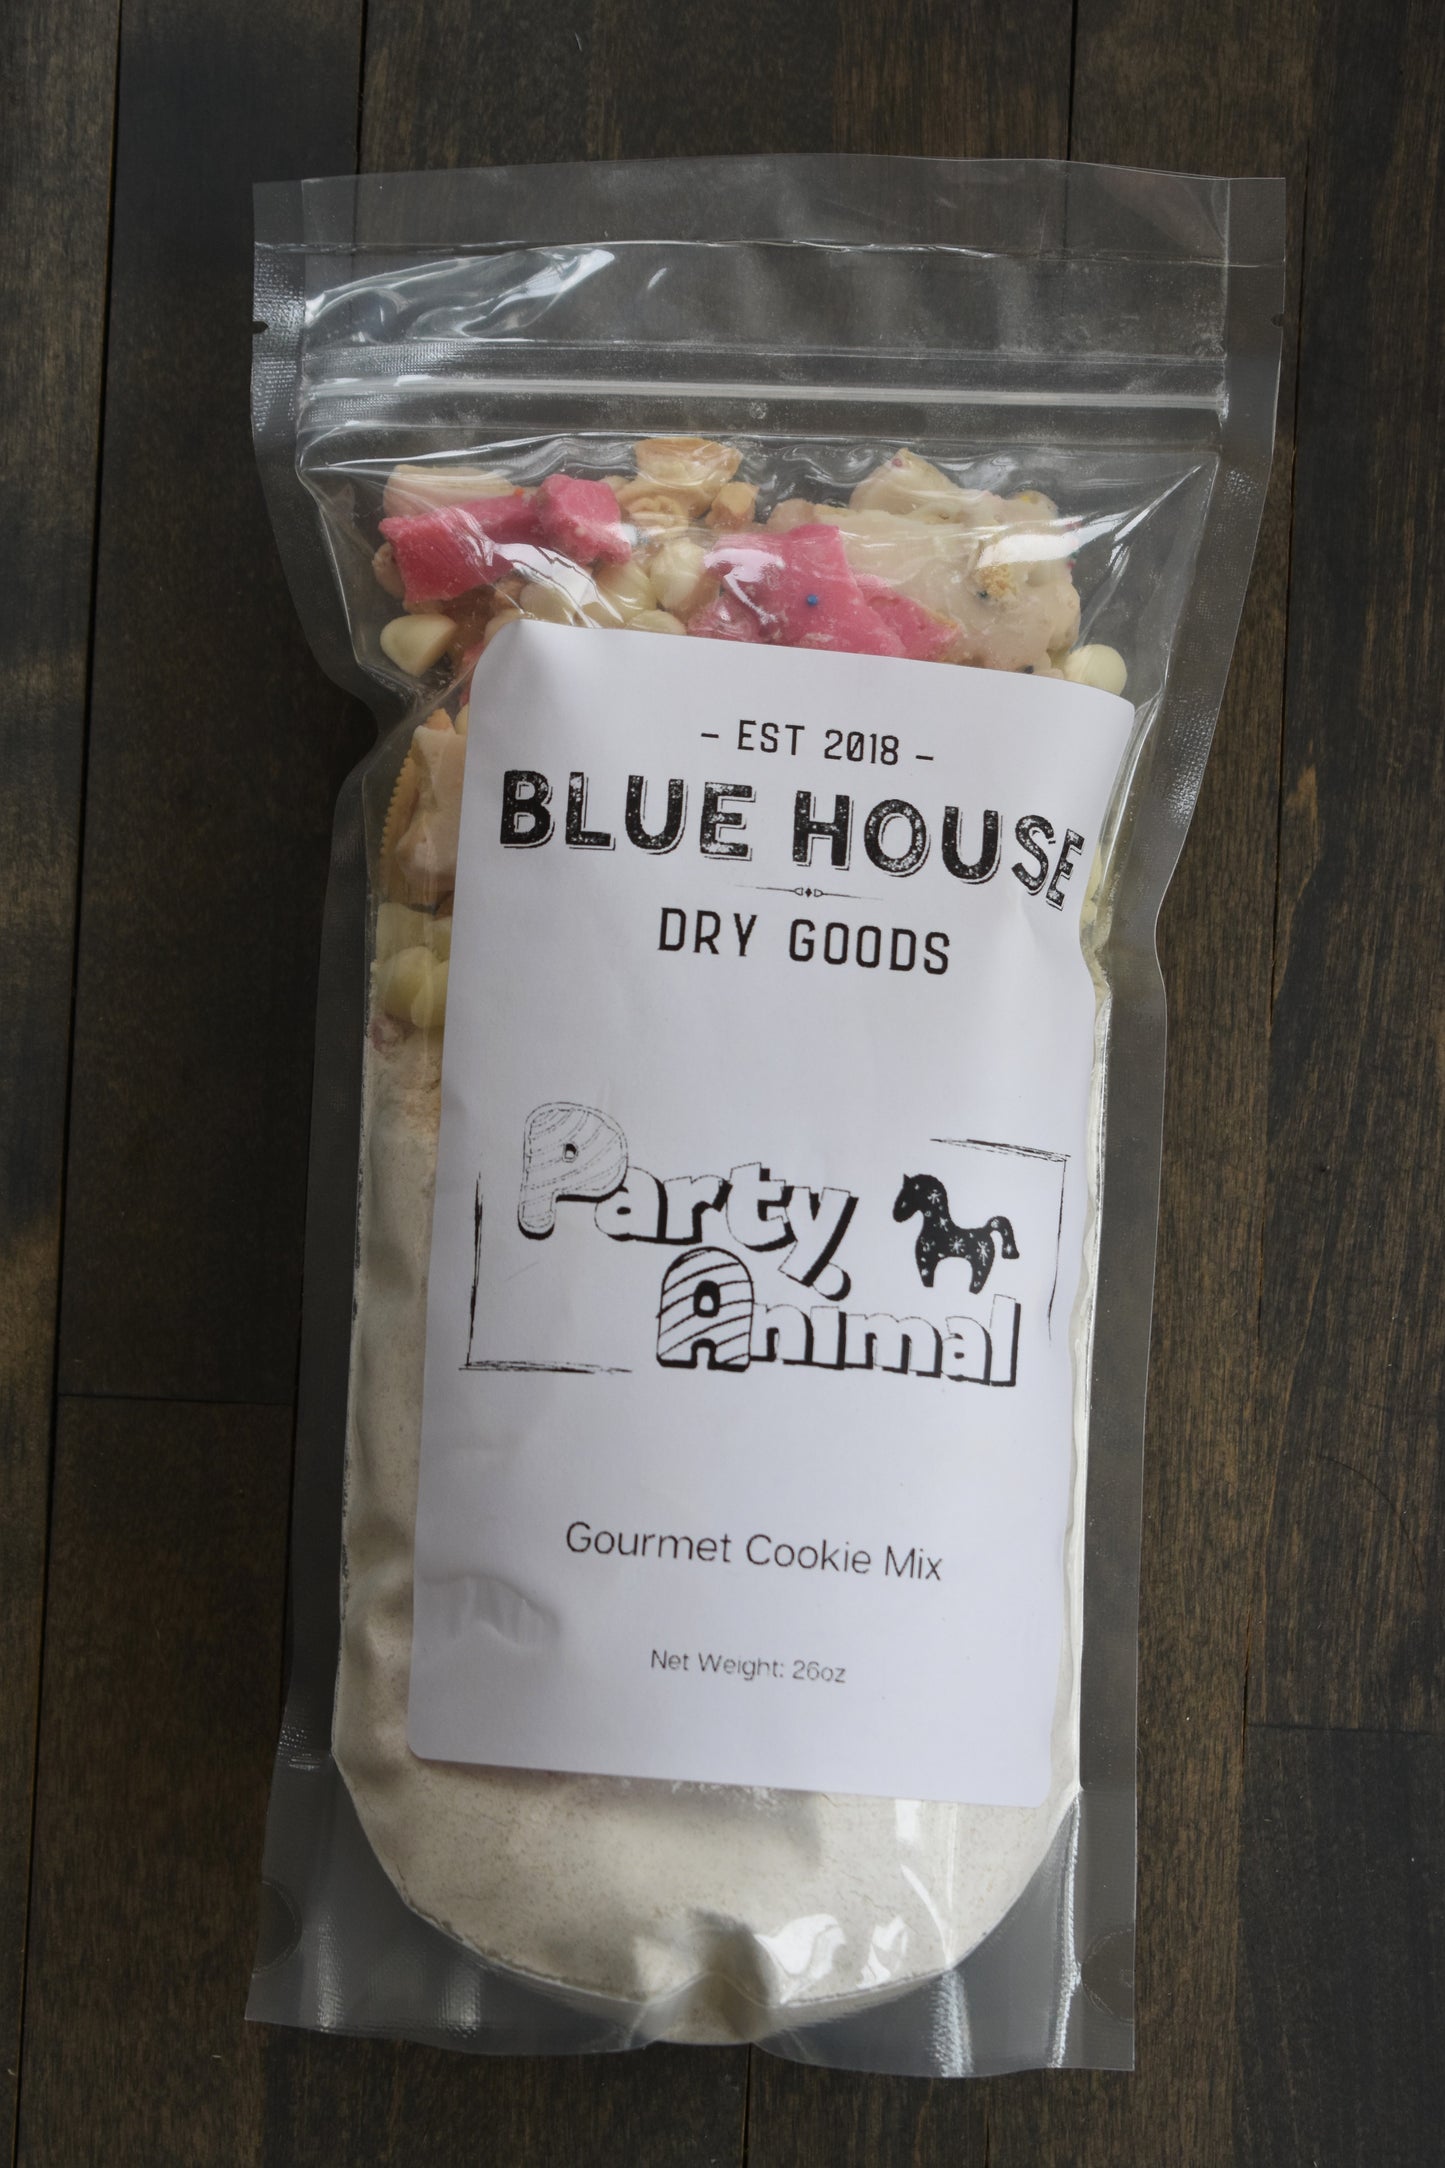 – EST 2018 –
BLUE HOUSE
DRY GOODS
Party
Animal
Gourmet Cookie Mix
Net Weight: 26oz